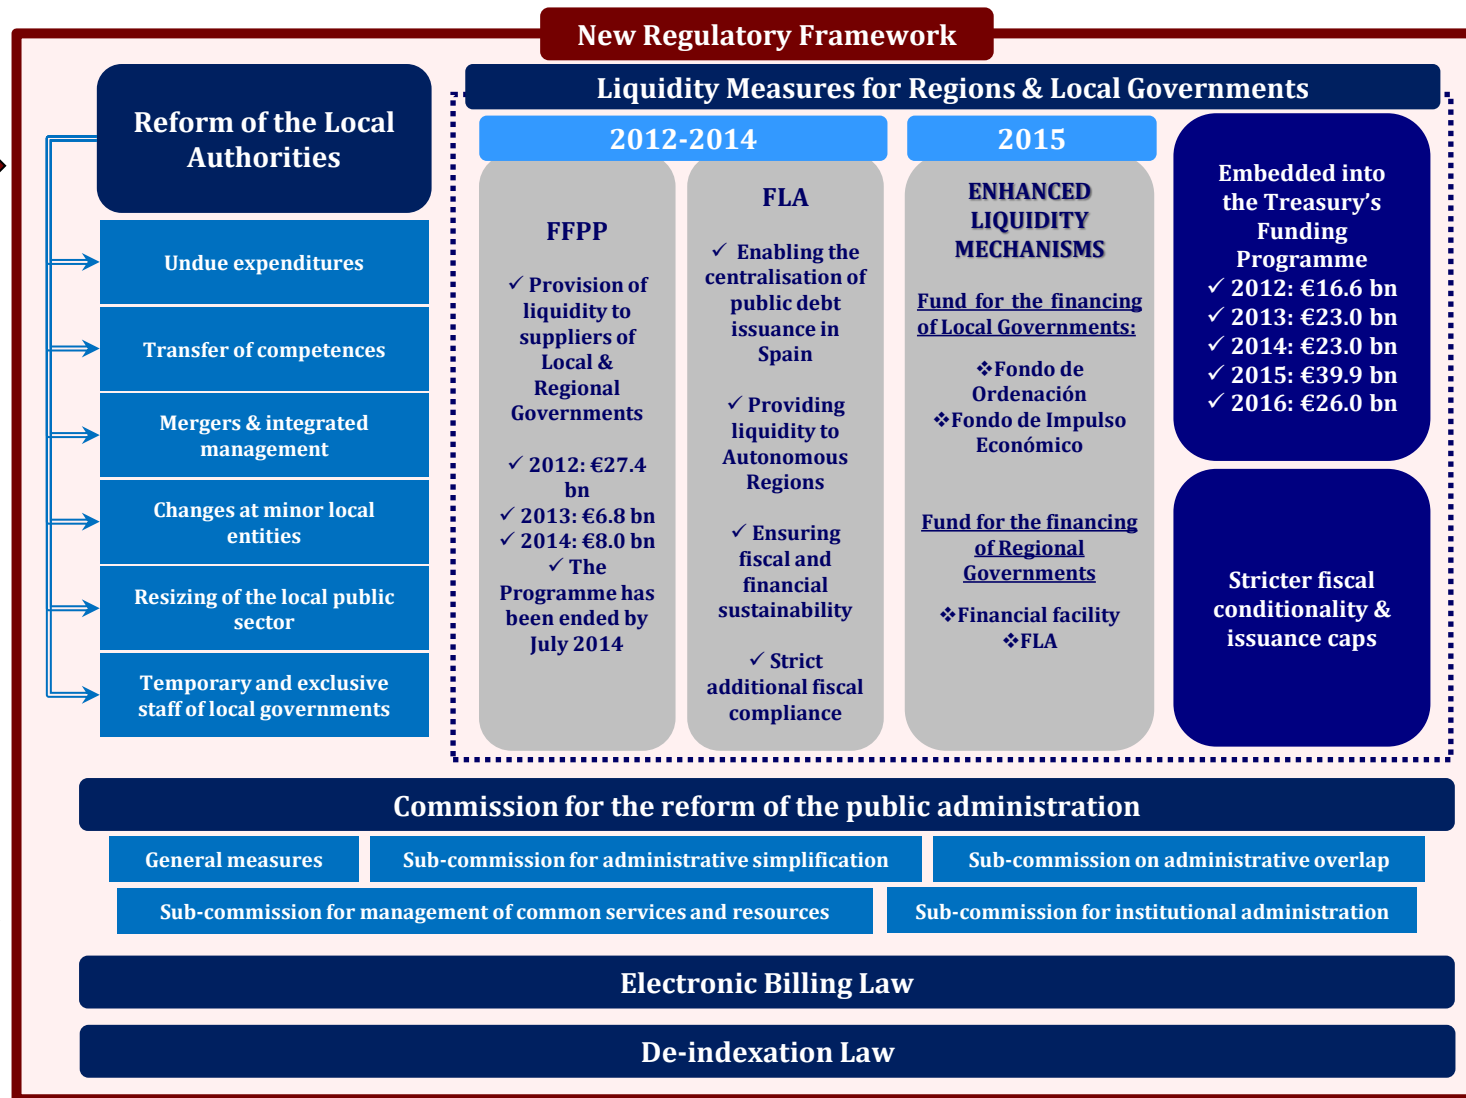 New Regulatory Framework
Reform of the Local
Authorities
Undue expenditures
Transfer of competences
Mergers & integrated
management
Changes at minor local
entities
Resizing of the local public
sector
Temporary and exclusive
staff of local governments
Liquidity Measures for Regions & Local Governments
2012-2014
FFPP
✓ Provision of
liquidity to
suppliers of
Local &
Regional
Governments
✓ 2012: €27.4
bn
✓ 2013: €6.8 bn
✓ 2014: €8.0 bn
✓ The
Programme has
been ended by
July 2014
FLA
✓ Enabling the
centralisation of
public debt
issuance in
Spain
✓ Providing
liquidity to
Autonomous
Regions
✓ Ensuring
fiscal and
financial
sustainability
✓ Strict
additional fiscal
compliance
2015
ENHANCED
LIQUIDITY
MECHANISMS
Fund for the financing
of Local Governments:
❖Fondo de
Ordenación
❖Fondo de Impulso
Económico
Fund for the financing
of Regional
Governments
❖Financial facility
❖FLA
Embedded into
the Treasury’s
Funding
Programme
✓ 2012: €16.6 bn
✓ 2013: €23.0 bn
✓ 2014: €23.0 bn
✓ 2015: €39.9 bn
✓ 2016: €26.0 bn
Stricter fiscal
conditionality &
issuance caps
Commission for the reform of the public administration
General measures
Sub-commission for administrative simplification
Sub-commission on administrative overlap
Sub-commission for management of common services and resources
Sub-commission for institutional administration
Electronic Billing Law
De-indexation Law